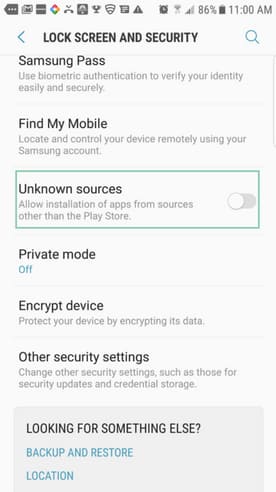 86% 11:00 AM
LOCK SCREEN AND SECURITY
Samsung Pass
Use biometric authentication to verify your identity
easily and securely.
Find My Mobile
Locate and control your device remotely using your
Samsung account.
Unknown sources
Allow installation of apps from sources
other than the Play Store.
Private mode
Off
Encrypt device
Protect your device by encrypting its data.
Other security settings
Change other security settings, such as those for
security updates and credential storage.
LOOKING FOR SOMETHING ELSE?
BACKUP AND RESTORE
LOCATION